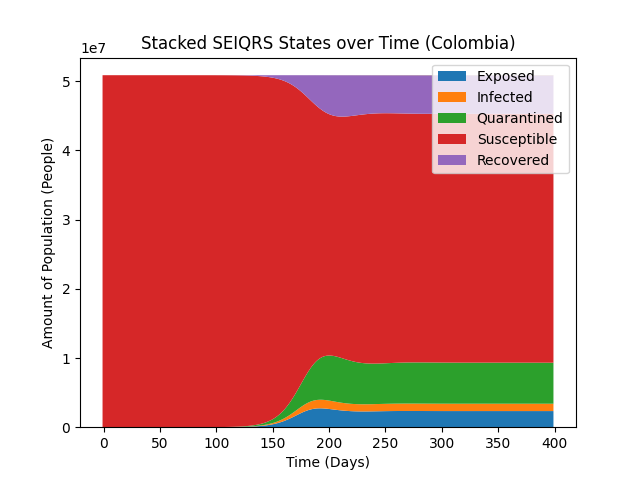 Stacked SEIQRS States over Time (Colombia)
1e7
Exposed
Infected
Quarantined
Susceptible
Recovered
5
4
3
2
1
0
Amount of Population (People)
0 50 100 150 200 250 300 350 400
Time (Days)